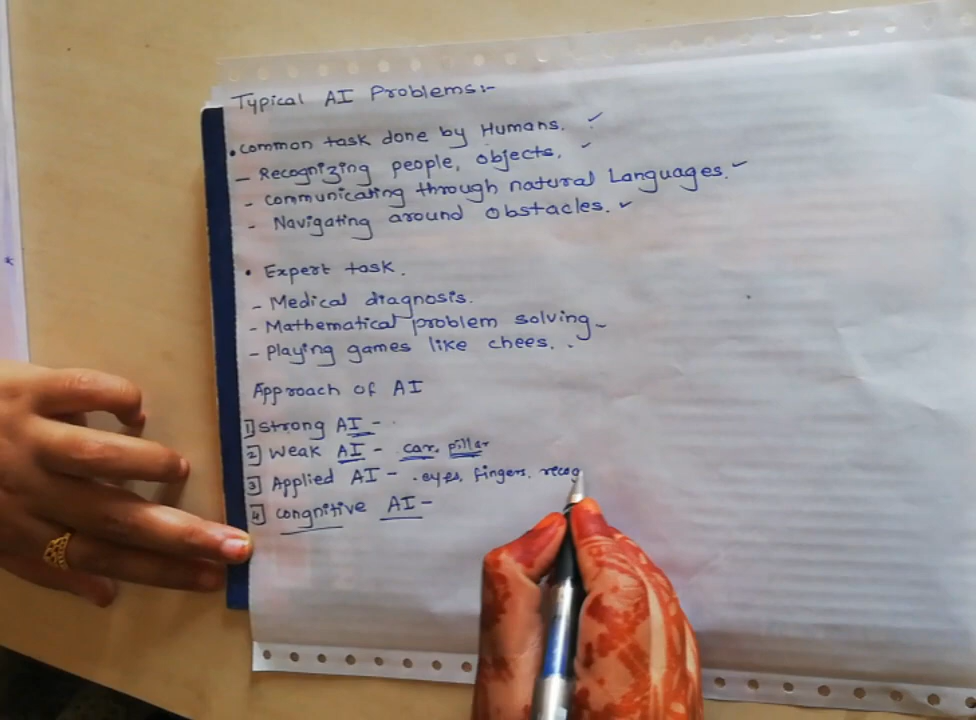 Typical AI Problems:-
• common task done by Humans.
- Recognizing people, objects.
- communicating through natural Languages.
- Navigating around obstacles.
• Expert task.
- Medical diagnosis.
- Mathematical problem solving-
- playing games like chees..
Approach of AI
1] strong AI -
2] Weak AI - car, pillar
3] Applied AI - . eyes, fingers, recog
4] congnitive AI -